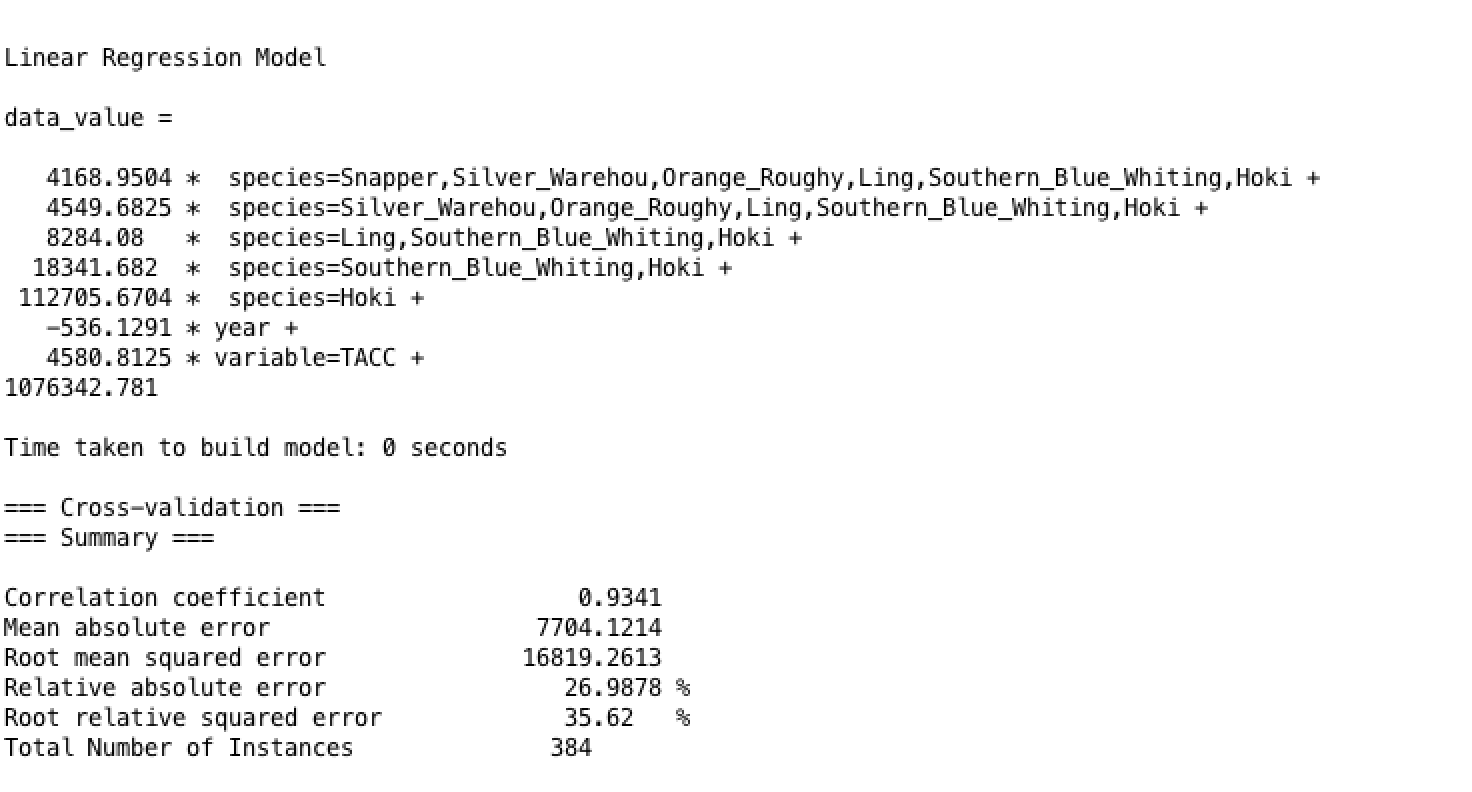 Linear Regression Model
data_value =
4168.9504 * species=Snapper,Silver_Warehou,Orange_Roughy,Ling,Southern_Blue_Whiting,Hoki +
4549.6825 * species=Silver_Warehou,Orange_Roughy,Ling,Southern_Blue_Whiting,Hoki +
8284.08 * species=Ling,Southern_Blue_Whiting,Hoki +
18341.682 * species=Southern_Blue_Whiting,Hoki +
112705.6704 * species=Hoki +
-536.1291 * year +
4580.8125 * variable=TACC +
1076342.781
Time taken to build model: 0 seconds
=== Cross-validation ===
=== Summary ===
Correlation coefficient 0.9341
Mean absolute error 7704.1214
Root mean squared error 16819.2613
Relative absolute error 26.9878 %
Root relative squared error 35.62 %
Total Number of Instances 384